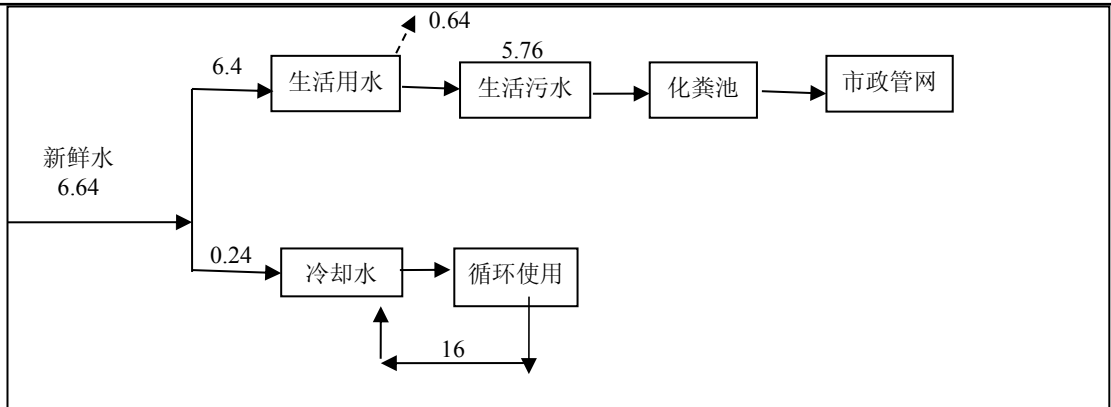 0.64
6.4
生活用水
5.76
生活污水
化粪池
市政管网
新鲜水
6.64
0.24
冷却水
循环使用
16